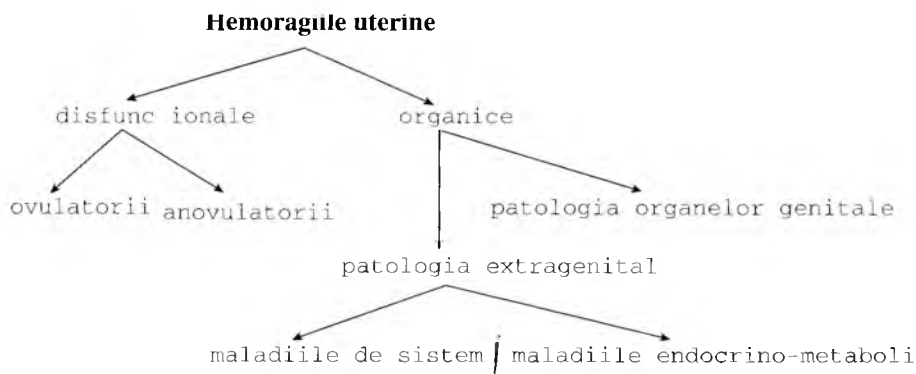 Hemoragiile uterine
disfunc ionale organice
ovulatorii anovulatorii patologia organelor genitale
patologia extragenital
maladiile de sistem maladiile endocrino-metaboli